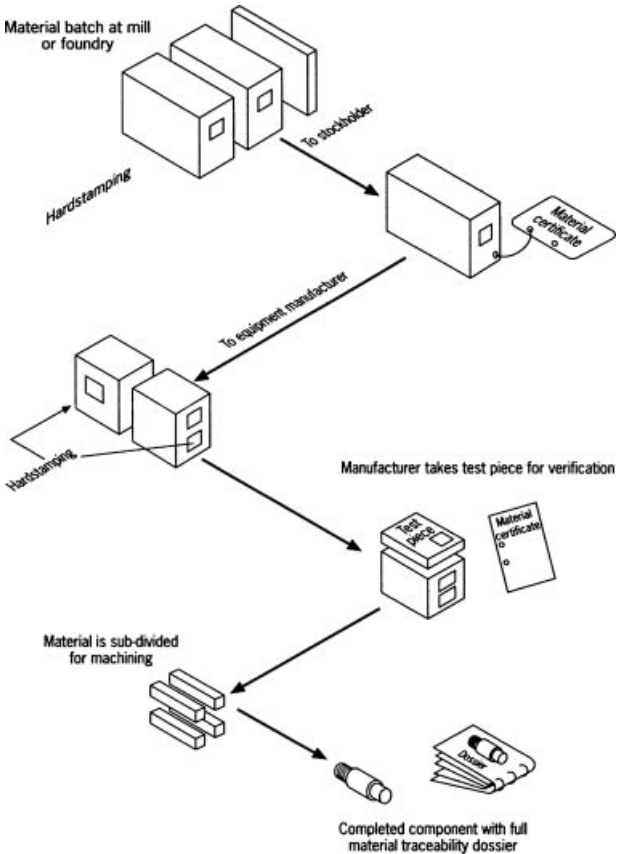 Material batch at mill
or foundry
To stockholder
Hardstamping
Material
certificate
To equipment manufacturer
Hardstamping
Manufacturer takes test piece for verification
Test
piece
Material
certificate
Material is sub-divided
for machining
Dossier
Completed component with full
material traceability dossier